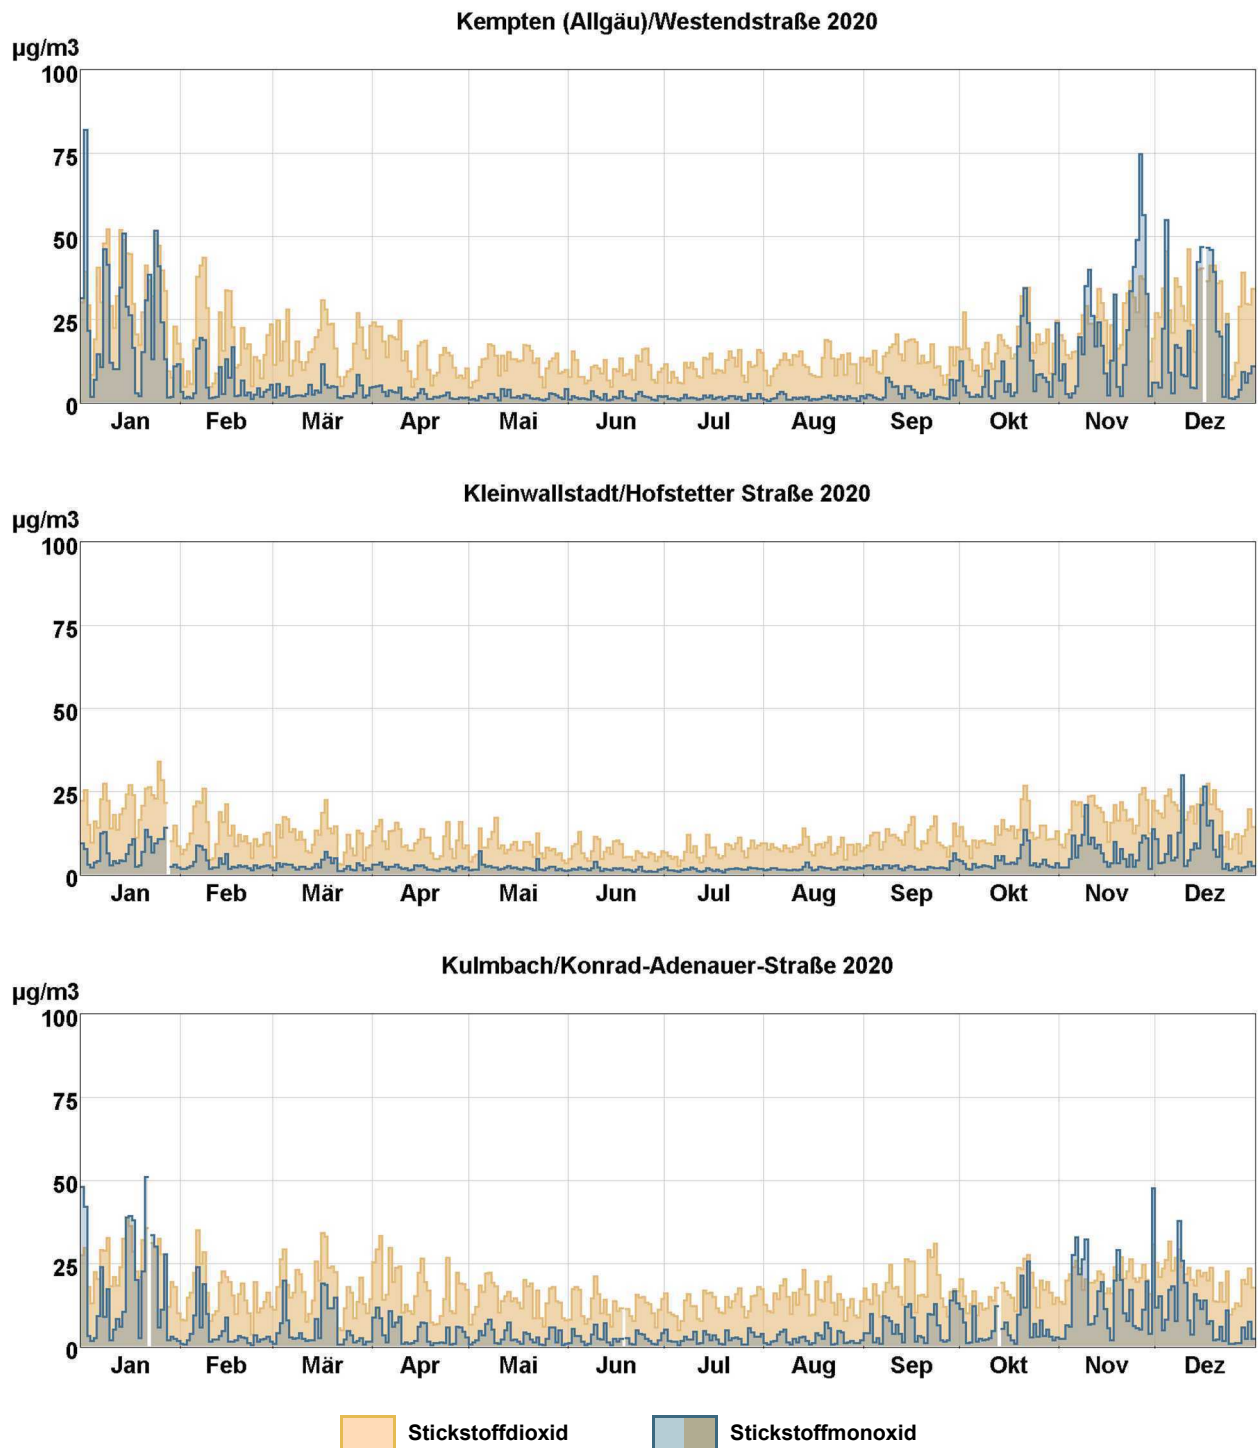 Kempten (Allgäu)/Westendstraße 2020
µg/m3
100
75
50
25
0
Jan Feb Mär Apr Mai Jun Jul Aug Sep Okt Nov Dez
Kleinwallstadt/Hofstetter Straße 2020
µg/m3
100
75
50
25
0
Jan Feb Mär Apr Mai Jun Jul Aug Sep Okt Nov Dez
Kulmbach/Konrad-Adenauer-Straße 2020
µg/m3
100
75
50
25
0
Jan Feb Mär Apr Mai Jun Jul Aug Sep Okt Nov Dez
Stickstoffdioxid Stickstoffmonoxid